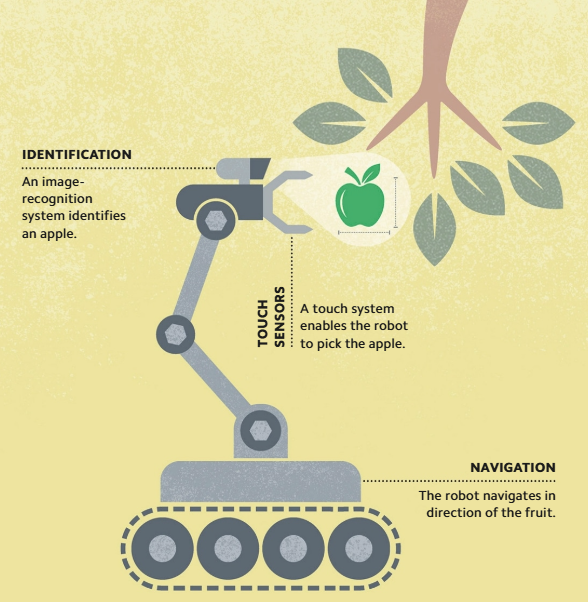 IDENTIFICATION
An image-
recognition
system identifies
an apple.
TOUCH
SENSORS
A touch system
enables the robot
to pick the apple.
NAVIGATION
The robot navigates in
direction of the fruit.